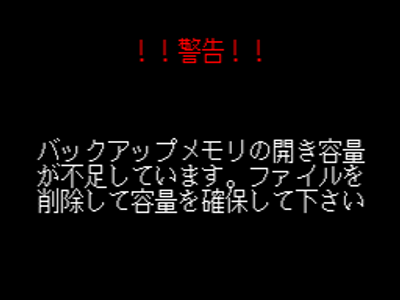 ！！警告！！
バックアップメモリの開き容量
が不足しています。ファイルを
削除して容量を確保して下さい